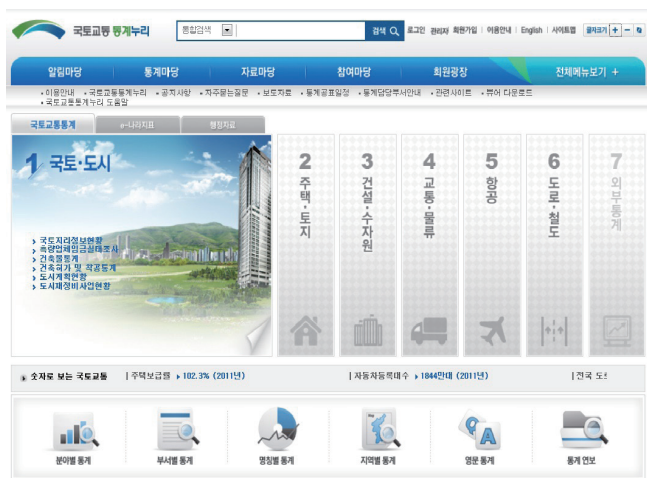 국토교통 통계누리
통합검색
검색
로그인 관리자 회원가입 이용안내 English 사이트맵 글자크기 + -
알림마당 통계마당 자료마당 참여마당 회원광장 전체메뉴보기 +
• 이용안내 • 국토교통통계누리 • 공지사항 • 자주묻는질문 • 보도자료 • 통계공표일정 • 통계담당부서안내 • 관련사이트 • 뷰어 다운로드
• 국토교통통계누리 도움말
국토교통통계 e-나라지표 행정자료
1 국토·도시
국토지리정보현황
측량업체임금실태조사
건축물통계
건축허가 및 착공통계
도시계획현황
도시재정비사업현황
2 주택·토지
3 건설·수자원
4 교통·물류
5 항공
6 도로·철도
7 외부통계
숫자로 보는 국토교통 | 주택보급률 102.3% (2011년) | 자동차등록대수 1844만대 (2011년) | 전국
분야별 통계 부서별 통계 명칭별 통계 지역별 통계 영문 통계 통계 연보